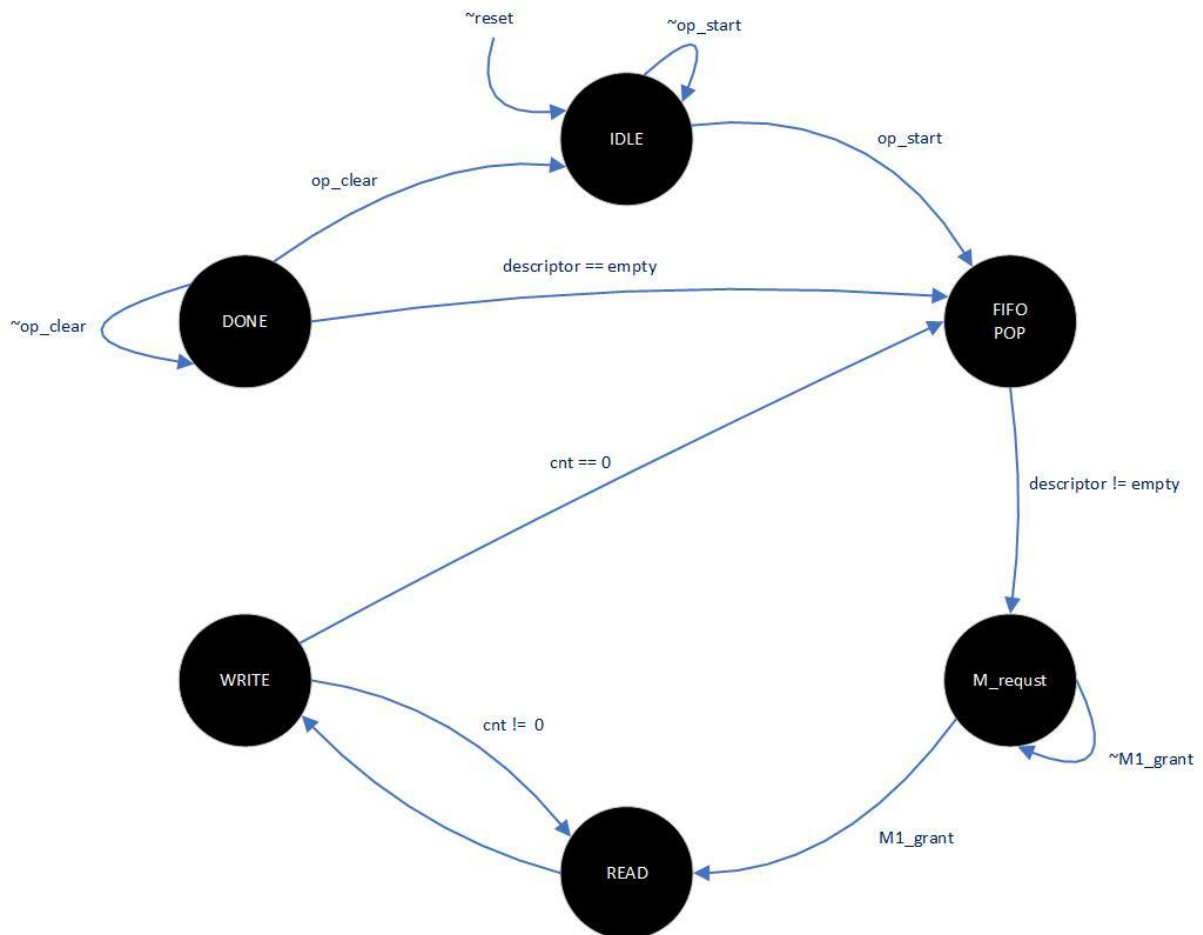 ~reset
~op_start
IDLE
op_start
op_clear
descriptor == empty
~op_clear
DONE
FIFO
POP
cnt == 0
descriptor != empty
WRITE
M_requst
cnt != 0
~M1_grant
M1_grant
READ